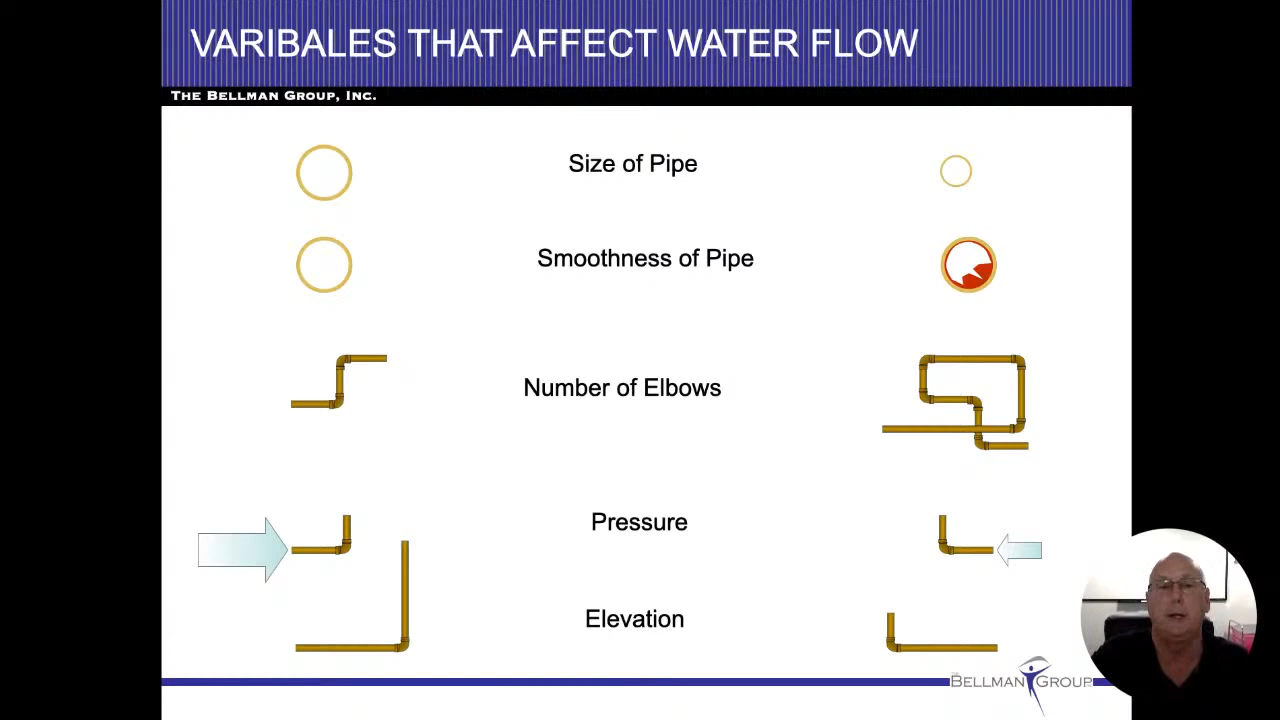 VARIBALES THAT AFFECT WATER FLOW
THE BELLMAN GROUP, INC.
Size of Pipe
Smoothness of Pipe
Number of Elbows
Pressure
Elevation
THE
BELLMAN GROUP